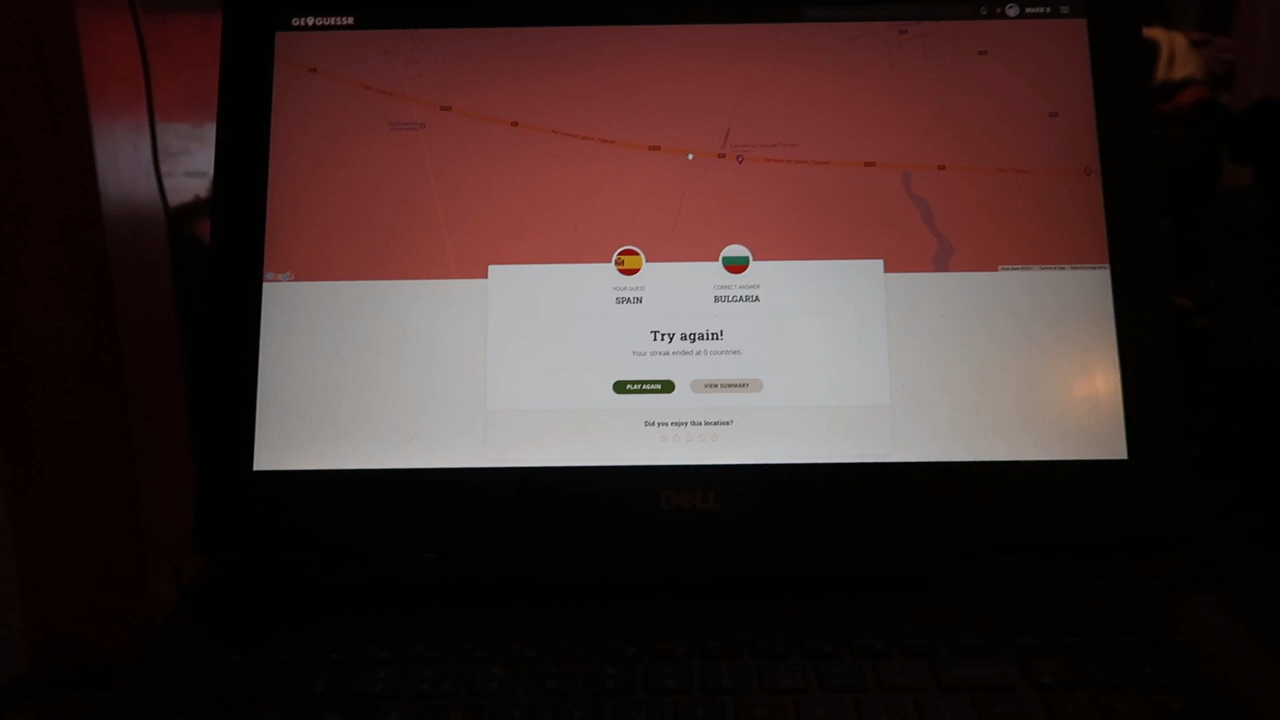 GEOGUESSR
MARK B
YOUR GUESS
CORRECT ANSWER
SPAIN
BULGARIA
Try again!
Your streak ended at 0 countries.
PLAY AGAIN
VIEW SUMMARY
Did you enjoy this location?
DELL